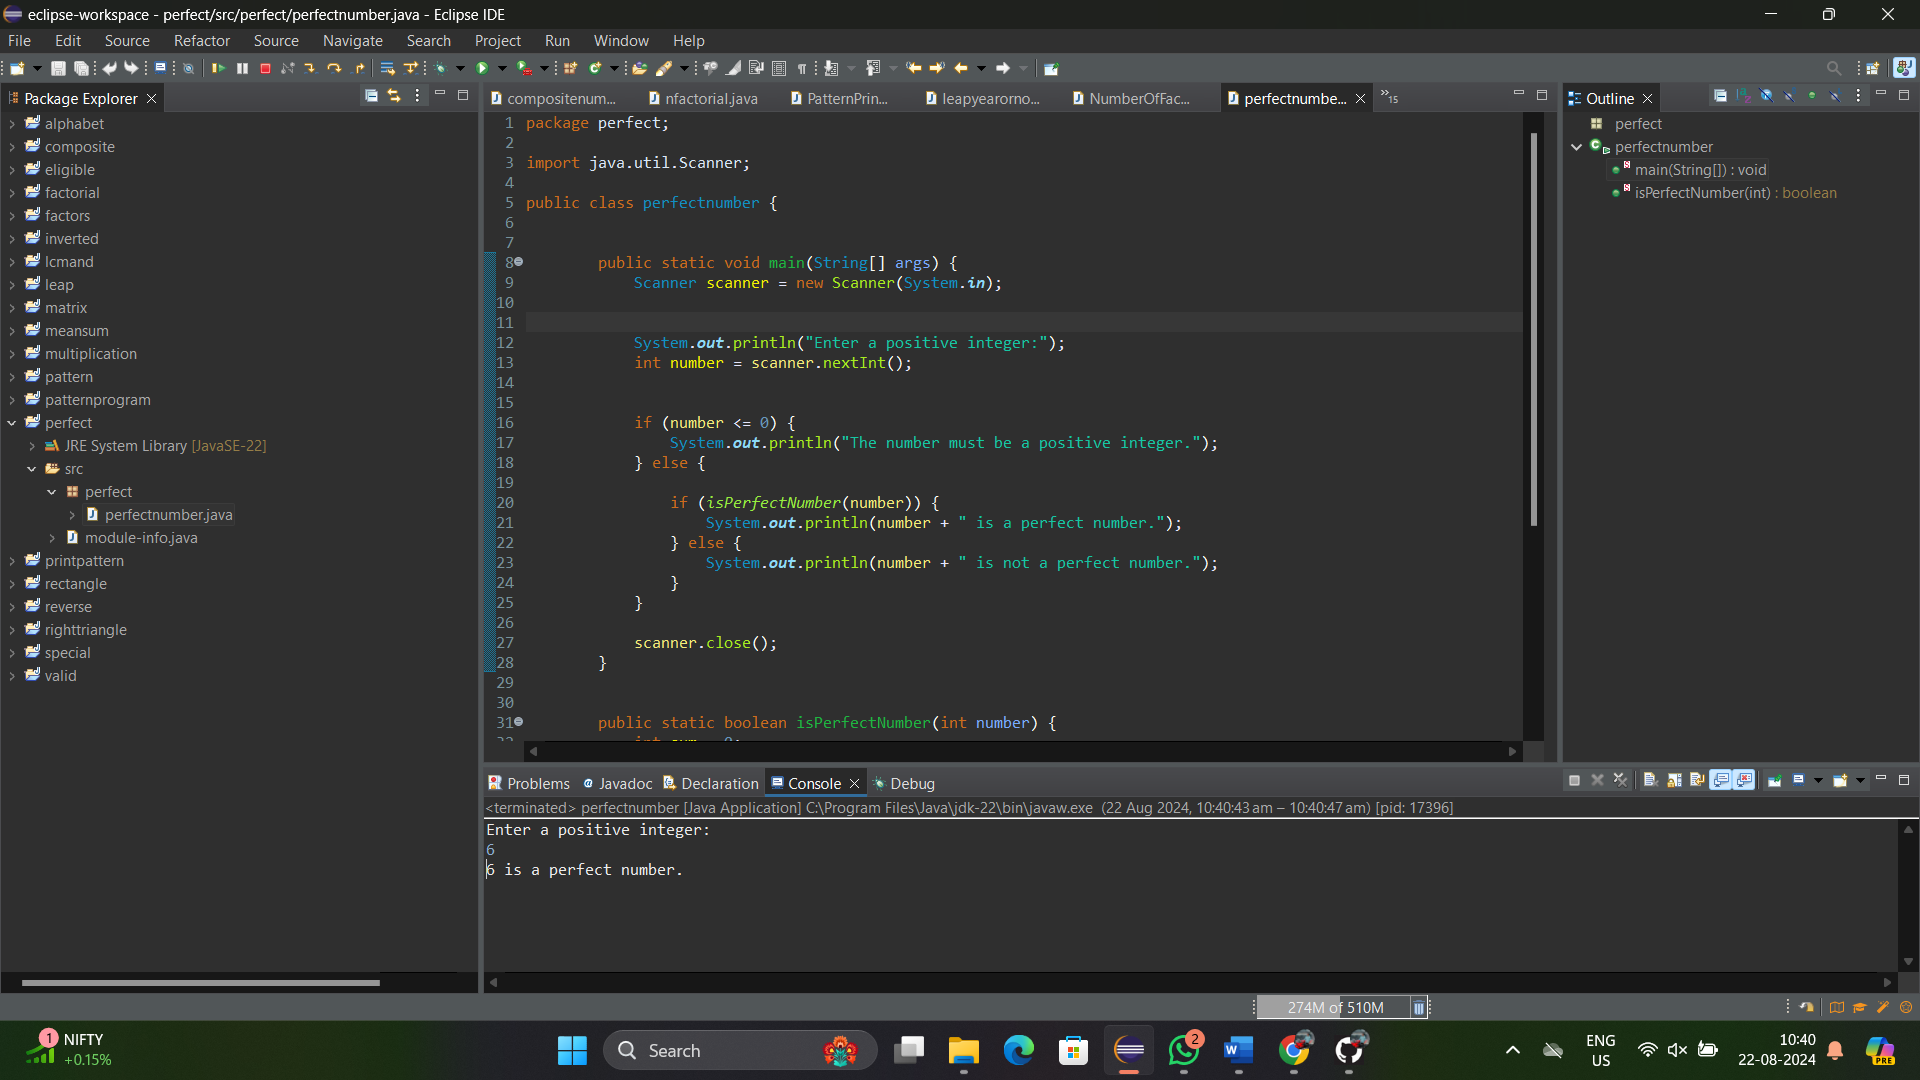 eclipse-workspace - perfect/src/perfect/perfectnumber.java - Eclipse IDE
File Edit Source Refactor Source Navigate Search Project Run Window Help
Package Explorer
alphabet
composite
eligible
factorial
factors
inverted
lcmand
leap
matrix
meansum
multiplication
pattern
patternprogram
perfect
JRE System Library [JavaSE-22]
src
perfect
perfectnumber.java
module-info.java
printpattern
rectangle
reverse
righttriangle
special
valid
compositenum... nfactorial.java PatternPrin... leapyearorno... NumberOfFac... perfectnumbe... »15
1 package perfect;
2
3 import java.util.Scanner;
4
5 public class perfectnumber {
6
7
8 public static void main(String[] args) {
9 Scanner scanner = new Scanner(System.in);
10
11
12 System.out.println("Enter a positive integer:");
13 int number = scanner.nextInt();
14
15
16 if (number <= 0) {
17 System.out.println("The number must be a positive integer.");
18 } else {
19
20 if (isPerfectNumber(number)) {
21 System.out.println(number + " is a perfect number.");
22 } else {
23 System.out.println(number + " is not a perfect number.");
24 }
25 }
26
27 scanner.close();
28 }
29
30
31 public static boolean isPerfectNumber(int number) {
Outline
perfect
perfectnumber
main(String[]) : void
isPerfectNumber(int) : boolean
Problems Javadoc Declaration Console Debug
<terminated> perfectnumber [Java Application] C:\Program Files\Java\jdk-22\bin\javaw.exe (22 Aug 2024, 10:40:43 am – 10:40:47 am) [pid: 17396]
Enter a positive integer:
6
6 is a perfect number.
274M of 510M
1 NIFTY
+0.15%
Search
2
ENG
US
10:40
22-08-2024
PRE